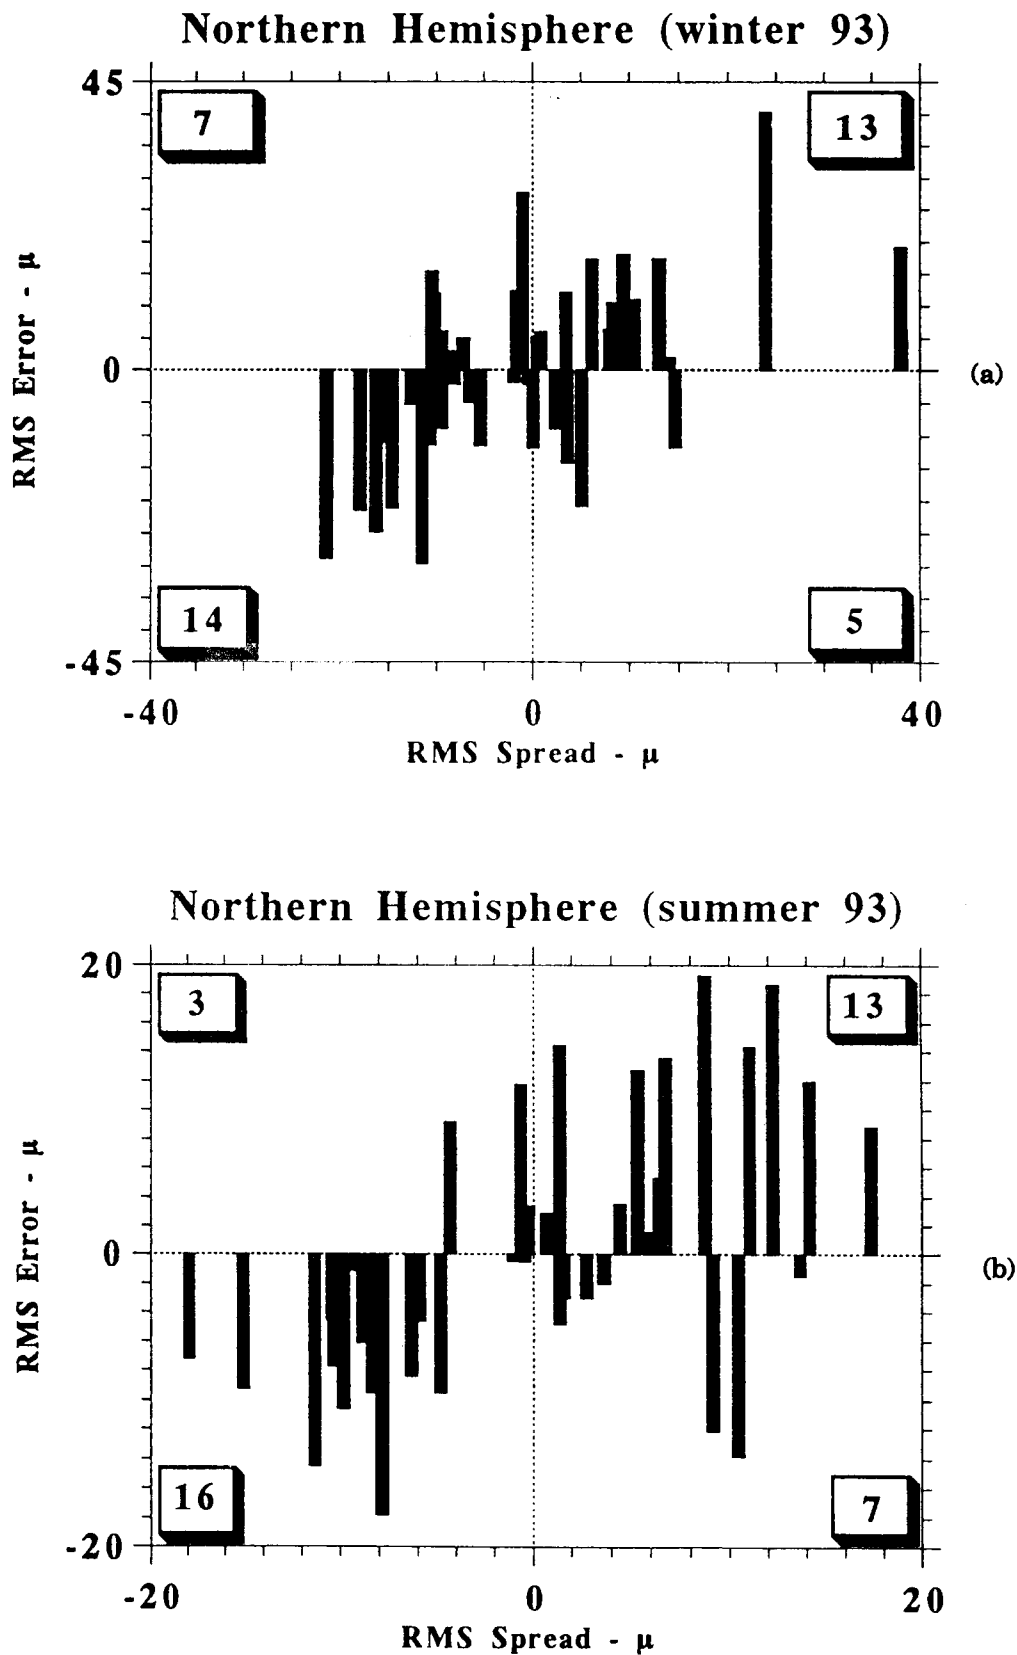 Northern Hemisphere (winter 93)
45
7
13
RMS Error - μ
0
(a)
14
5
-45
-40
0
40
RMS Spread - μ
Northern Hemisphere (summer 93)
20
3
13
RMS Error - μ
0
(b)
16
7
-20
-20
0
20
RMS Spread - μ